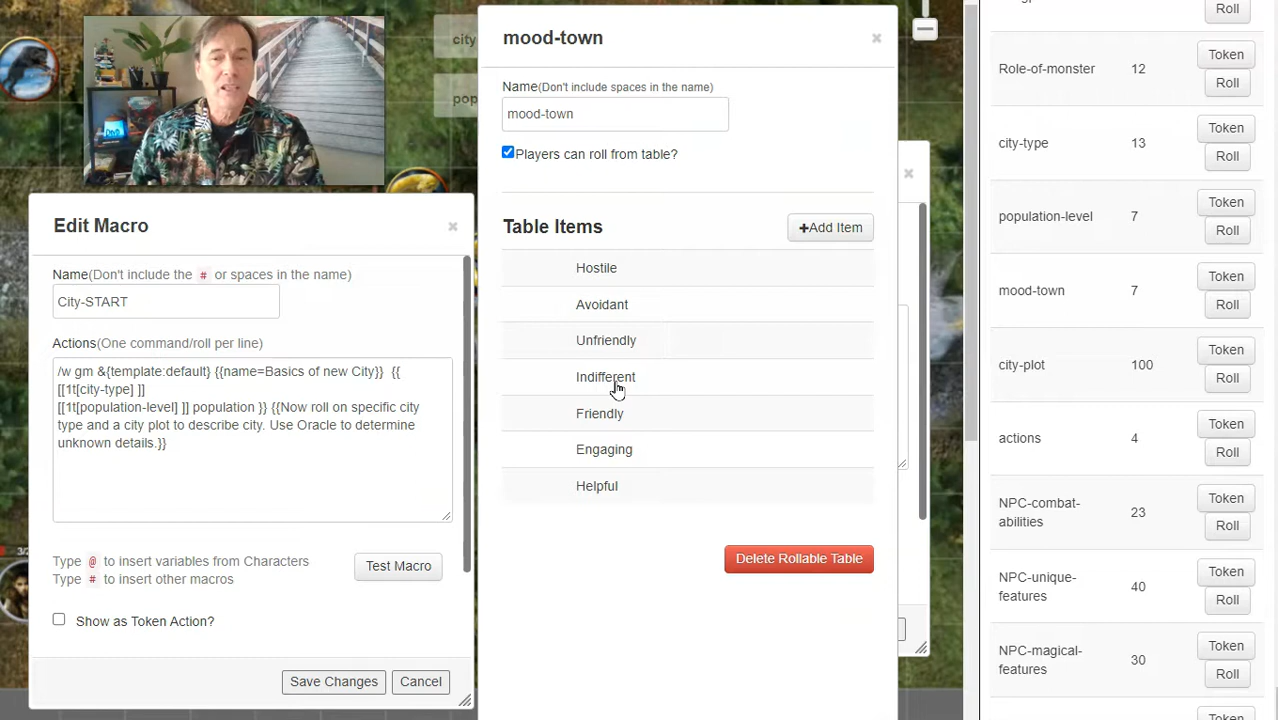 city
pop
mood-town
×
Name(Don't include spaces in the name)
mood-town
Players can roll from table?
Table Items
+Add Item
Hostile
Avoidant
Unfriendly
Indifferent
Friendly
Engaging
Helpful
Delete Rollable Table
Edit Macro
×
Name(Don't include the # or spaces in the name)
City-START
Actions(One command/roll per line)
/w gm &{template:default} {{name=Basics of new City}}  {{
[[1t[city-type] ]]
[[1t[population-level] ]] population }} {{Now roll on specific city
type and a city plot to describe city. Use Oracle to determine
unknown details.}}
Type @ to insert variables from Characters
Type # to insert other macros
Test Macro
Show as Token Action?
Save Changes
Cancel
×
Roll
Role-of-monster 12 Token
Roll
city-type 13 Token
Roll
population-level 7 Token
Roll
mood-town 7 Token
Roll
city-plot 100 Token
Roll
actions 4 Token
Roll
NPC-combat-
abilities 23 Token
Roll
NPC-unique-
features 40 Token
Roll
NPC-magical-
features 30 Token
Roll